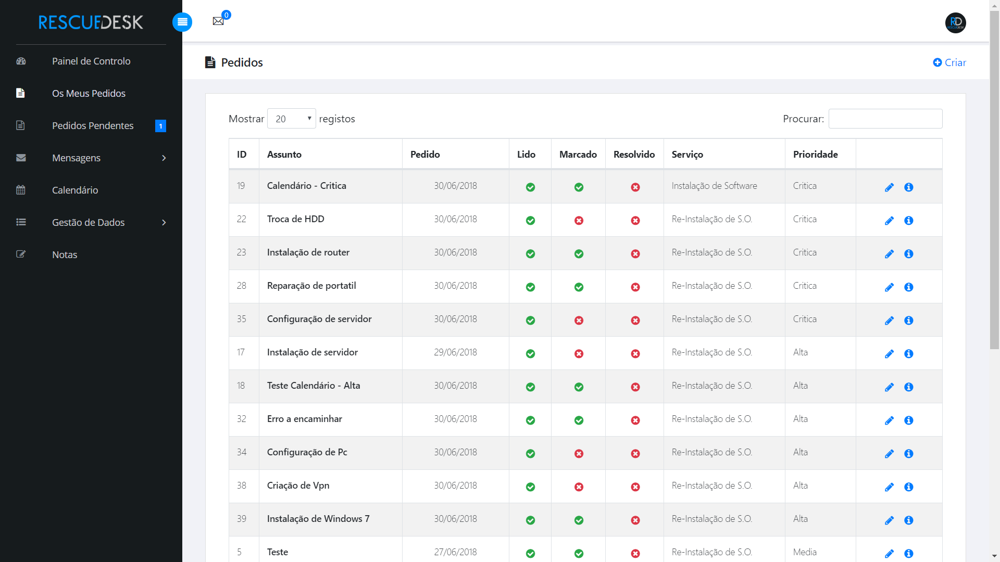 RESCUEDESK
0
RD
Painel de Controlo
Os Meus Pedidos
Pedidos Pendentes 1
Mensagens
Calendário
Gestão de Dados
Notas
Pedidos
Criar
Mostrar 20 registos
Procurar:
ID Assunto Pedido Lido Marcado Resolvido Serviço Prioridade
19 Calendário - Critica 30/06/2018 Instalação de Software Critica
22 Troca de HDD 30/06/2018 Re-Instalação de S.O. Critica
23 Instalação de router 30/06/2018 Re-Instalação de S.O. Critica
28 Reparação de portatil 30/06/2018 Re-Instalação de S.O. Critica
35 Configuração de servidor 30/06/2018 Re-Instalação de S.O. Critica
17 Instalação de servidor 29/06/2018 Re-Instalação de S.O. Alta
18 Teste Calendário - Alta 30/06/2018 Re-Instalação de S.O. Alta
32 Erro a encaminhar 30/06/2018 Re-Instalação de S.O. Alta
34 Configuração de Pc 30/06/2018 Re-Instalação de S.O. Alta
38 Criação de Vpn 30/06/2018 Re-Instalação de S.O. Alta
39 Instalação de Windows 7 30/06/2018 Re-Instalação de S.O. Alta
5 Teste 27/06/2018 Re-Instalação de S.O. Media